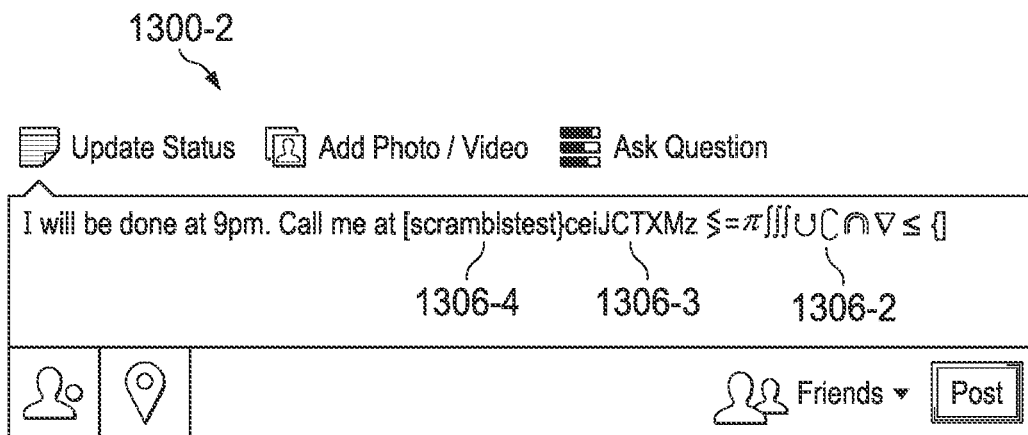 1300-2
Update Status Add Photo / Video Ask Question
I will be done at 9pm. Call me at [scramblstest}ceiJCTXMz ≶=π∭∪∁∩∇≤ {]
1306-4 1306-3 1306-2
Friends Post